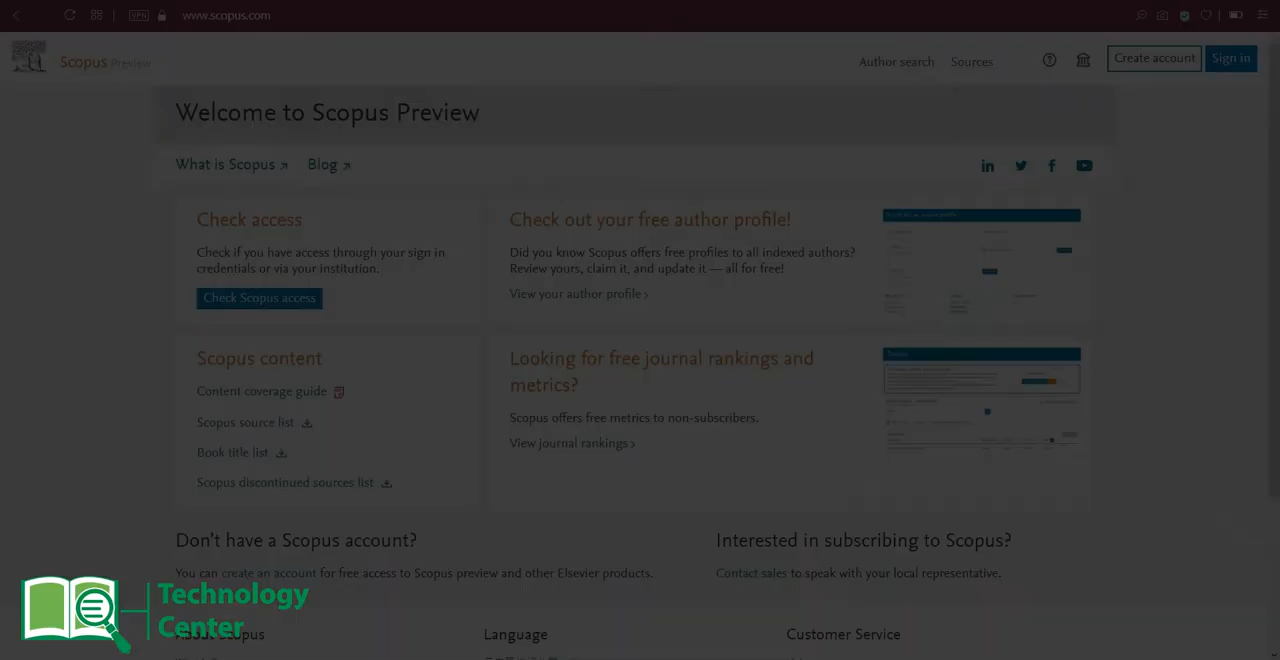 VPN www.scopus.com
Scopus Preview
Author search Sources Create account Sign in
Welcome to Scopus Preview
What is Scopus Blog
Check access
Check if you have access through your sign in
credentials or via your institution.
Check Scopus access
Check out your free author profile!
Did you know Scopus offers free profiles to all indexed authors?
Review yours, claim it, and update it — all for free!
View your author profile
Scopus content
Content coverage guide
Scopus source list
Book title list
Scopus discontinued sources list
Looking for free journal rankings and
metrics?
Scopus offers free metrics to non-subscribers.
View journal rankings
Don't have a Scopus account?
You can create an account for free access to Scopus preview and other Elsevier products.
Interested in subscribing to Scopus?
Contact sales to speak with your local representative.
Technology
Center
About Scopus
Language
Customer Service